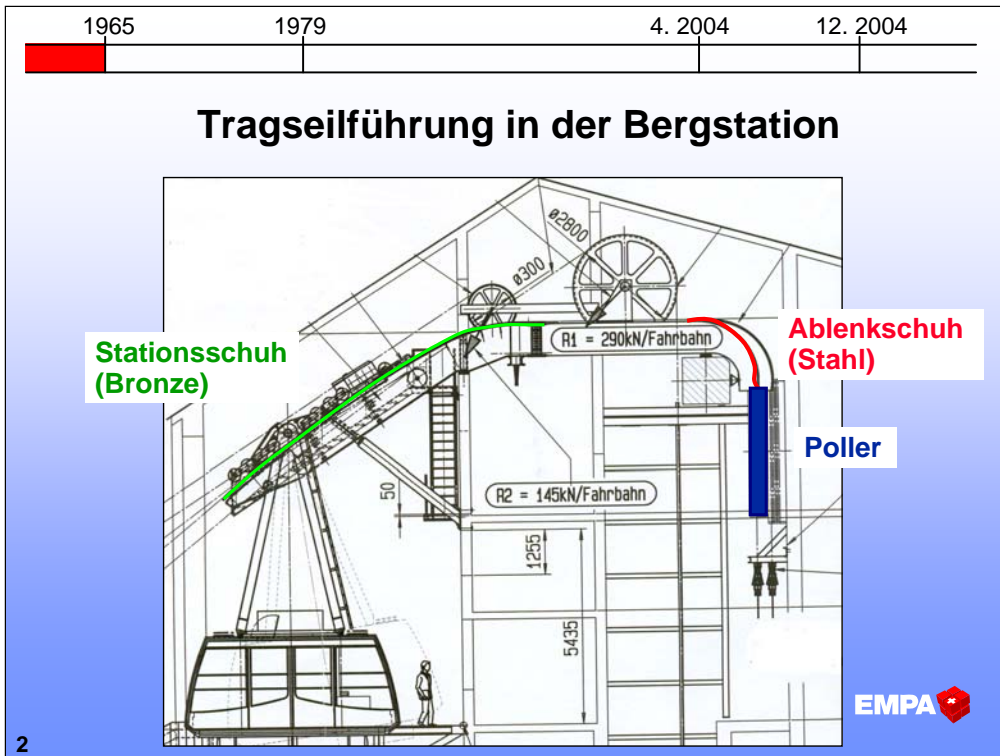 1965 1979 4. 2004 12. 2004
Tragseilführung in der Bergstation
ø2800
ø300
R1 = 290kN/Fahrbahn
Stationsschuh
(Bronze)
Ablenkschuh
(Stahl)
Poller
50
R2 = 145kN/Fahrbahn
1255
5435
EMPA
2